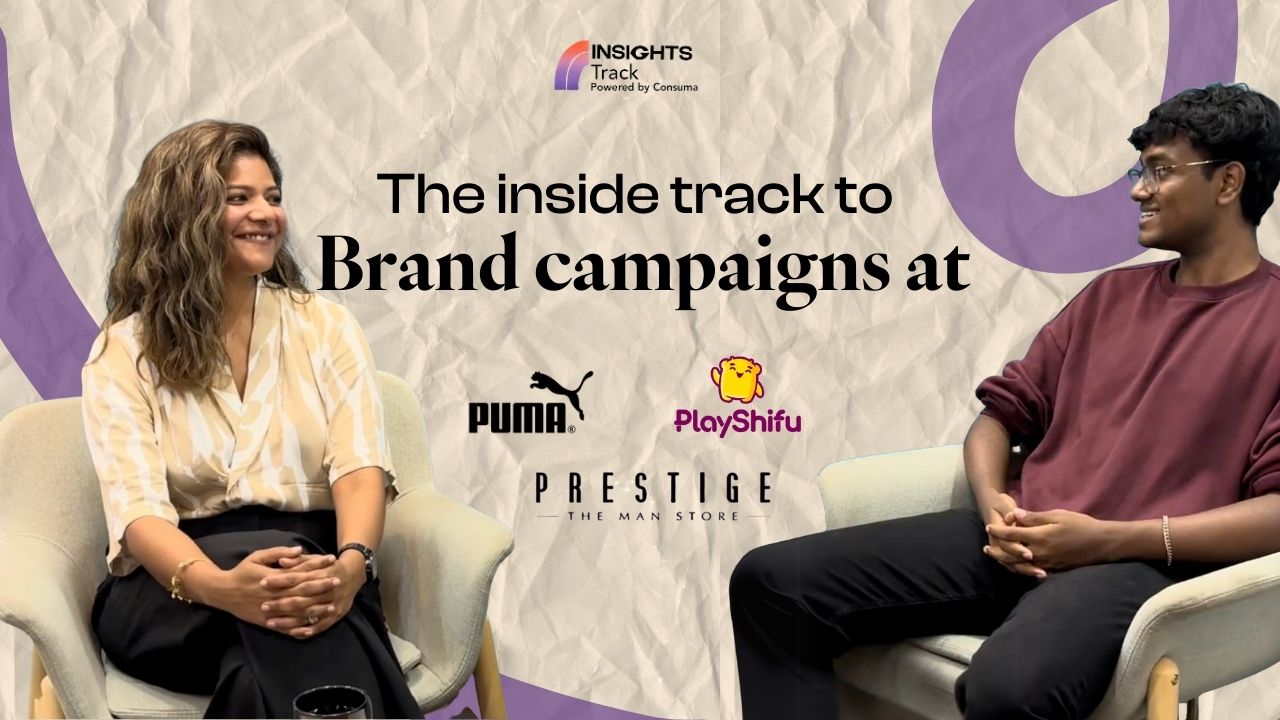 INSIGHTS
Track
Powered by Consuma
The inside track to
Brand campaigns at
PUMA®
PlayShifu
PRESTIGE
THE MAN STORE